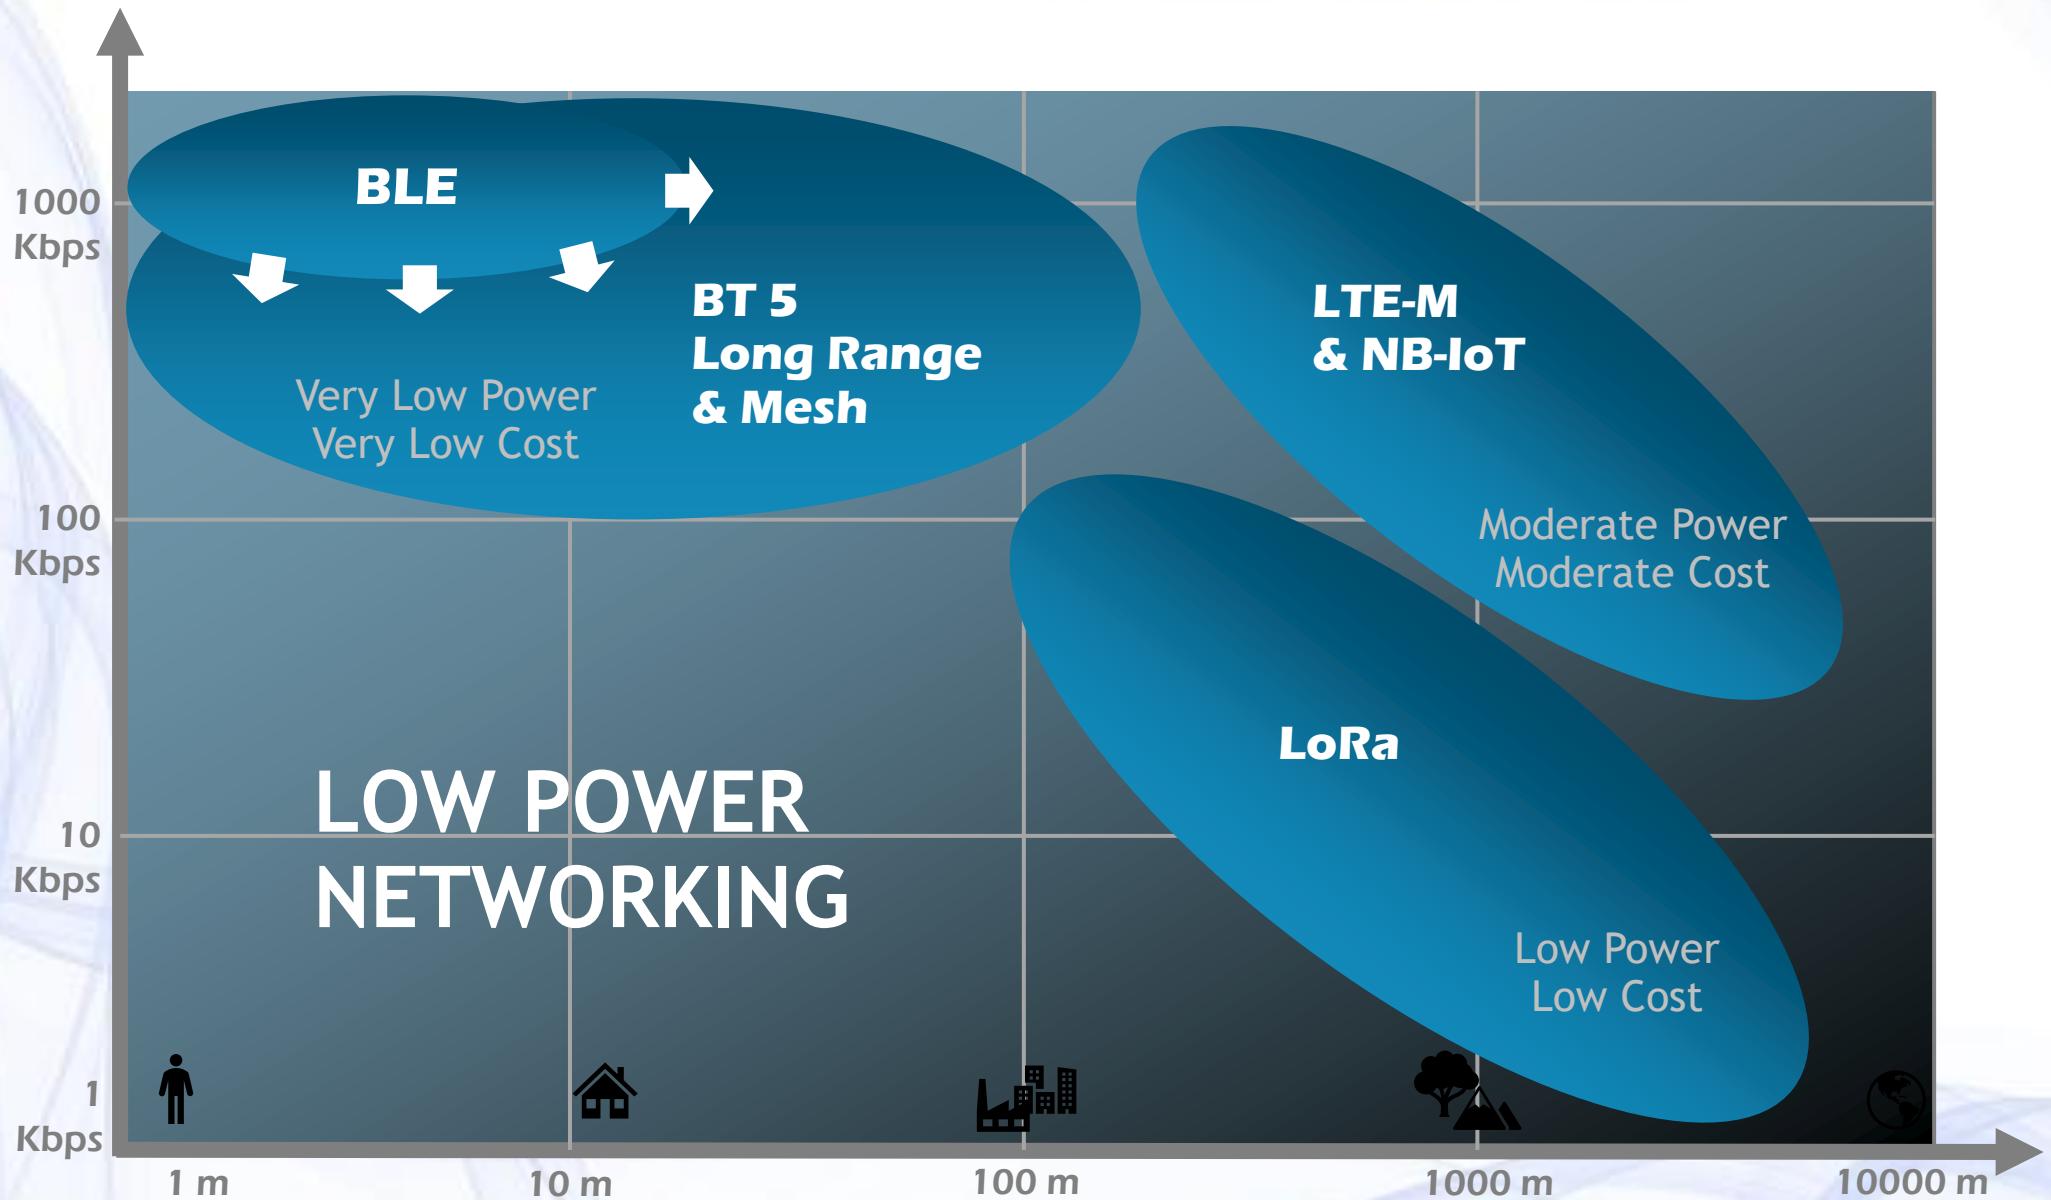 BLE
1000
Kbps
BT 5
Long Range
& Mesh
LTE-M
& NB-IoT
Very Low Power
Very Low Cost
100
Kbps
Moderate Power
Moderate Cost
LoRa
LOW POWER
NETWORKING
10
Kbps
Low Power
Low Cost
1
Kbps
1 m
10 m
100 m
1000 m
10000 m